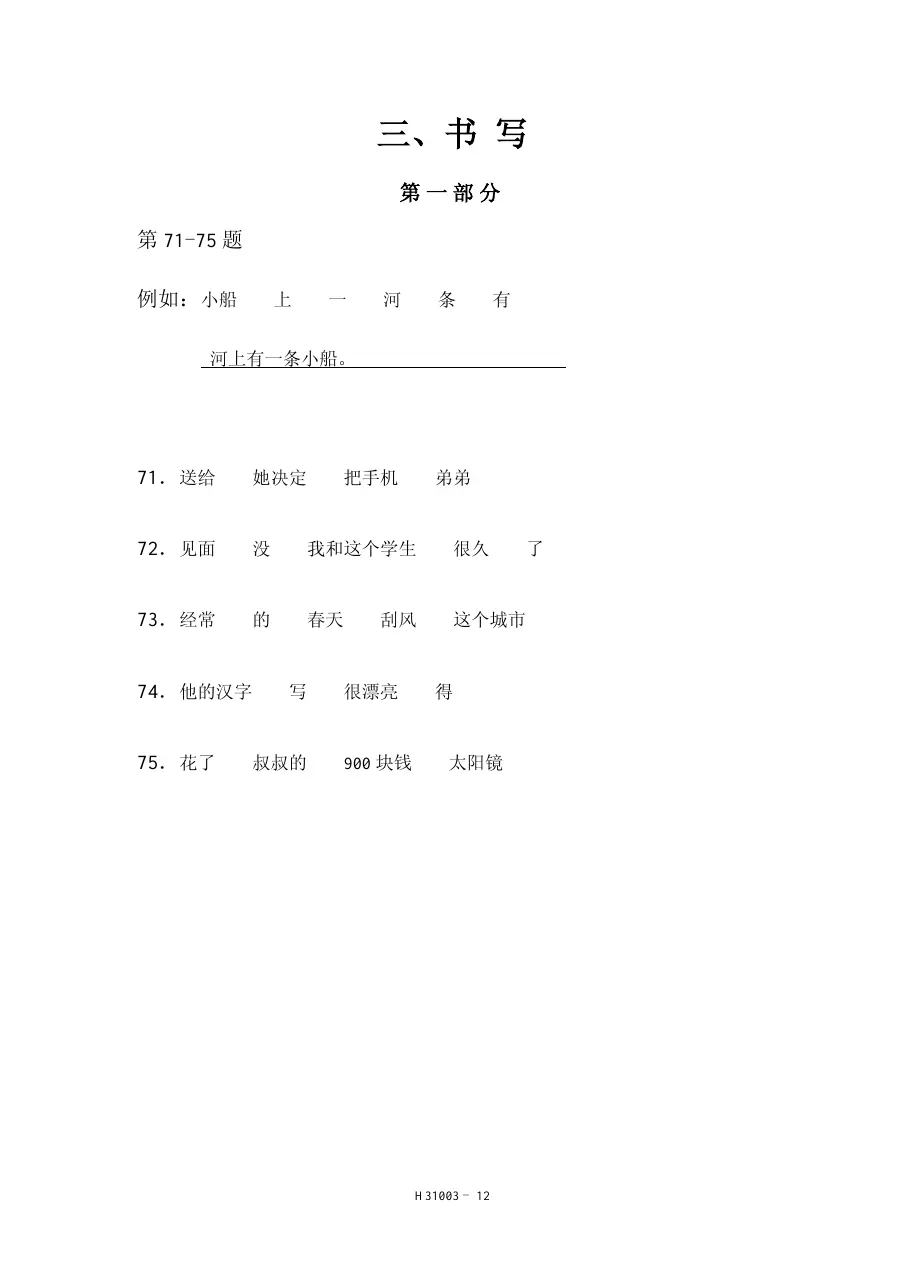 三、书 写
第一部分
第 71-75 题
例如：小船 上 一 河 条 有
河上有一条小船。
71．送给 她决定 把手机 弟弟
72．见面 没 我和这个学生 很久 了
73．经常 的 春天 刮风 这个城市
74．他的汉字 写 很漂亮 得
75．花了 叔叔的 900 块钱 太阳镜
H31003 - 12